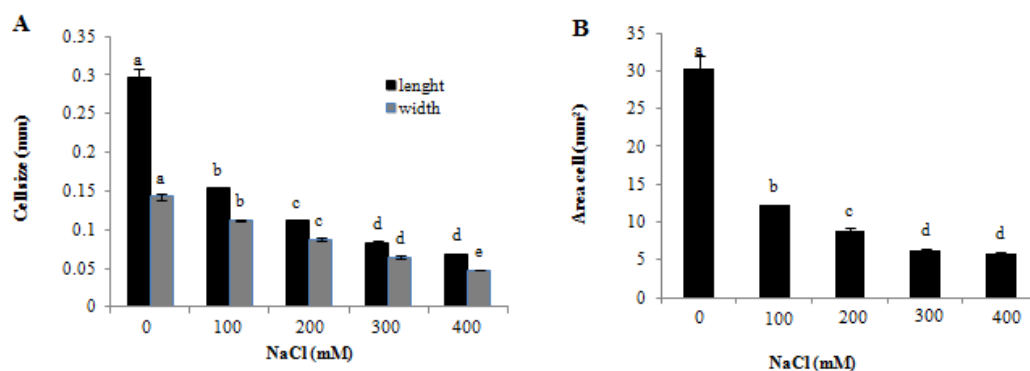 A
Cell size (mm)
0.35
0.3
0.25
0.2
0.15
0.1
0.05
0
a
a
b
b
c
c
d
d
d
e
lenght
width
0 100 200 300 400
NaCl (mM)
B
Area cell (mm²)
35
30
25
20
15
10
5
0
a
b
c
d
d
0 100 200 300 400
NaCl (mM)